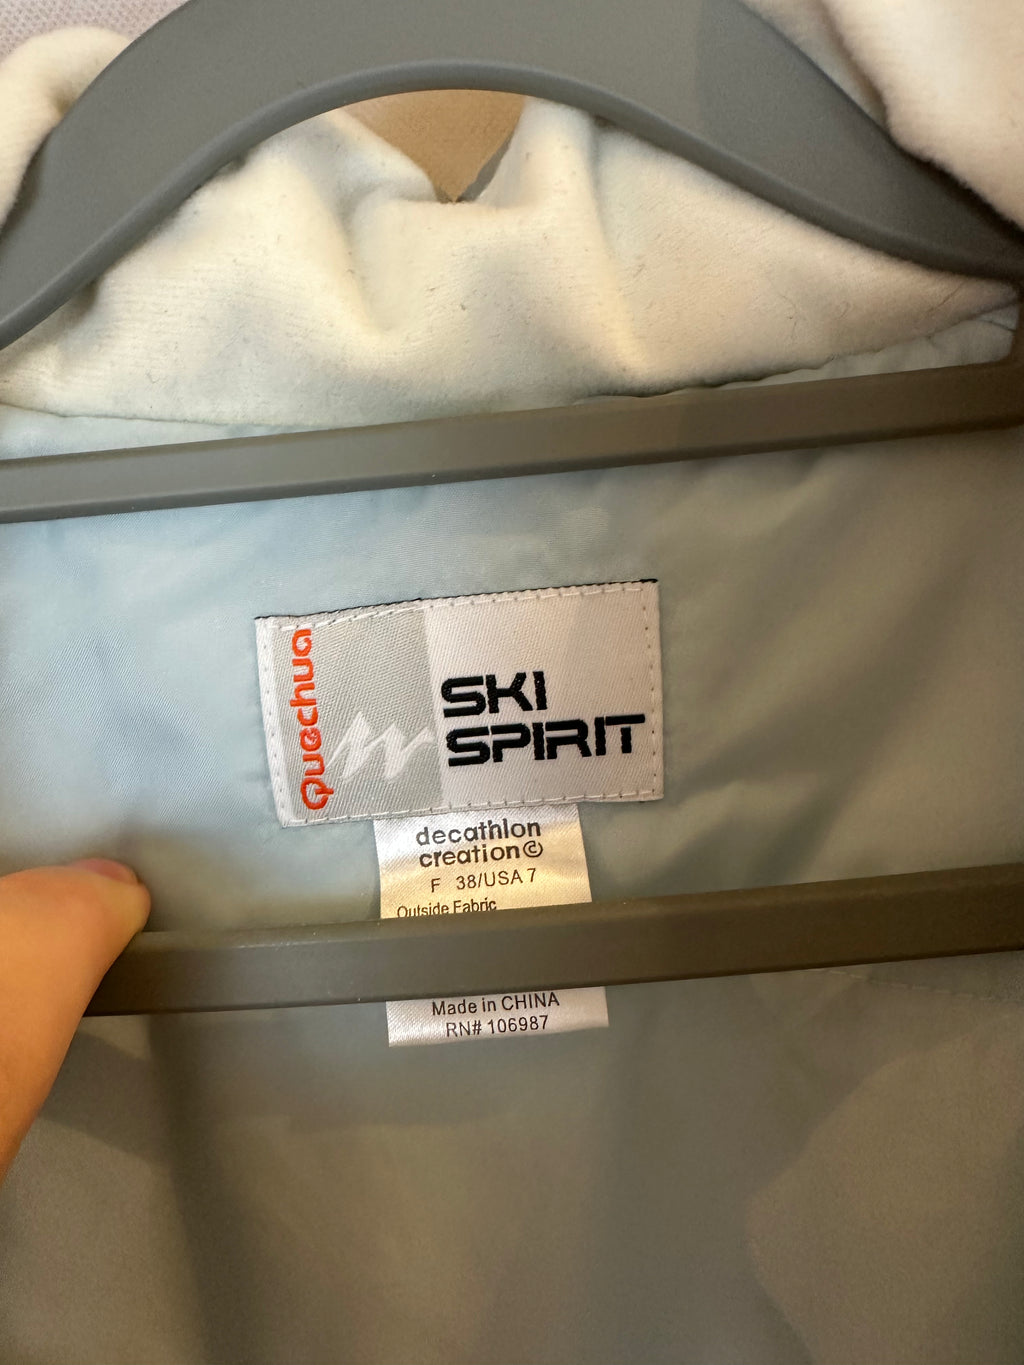 Quechua
SKI
SPIRIT
decathlon
creation©
F 38/USA 7
Outside Fabric
Made in CHINA
RN# 106987